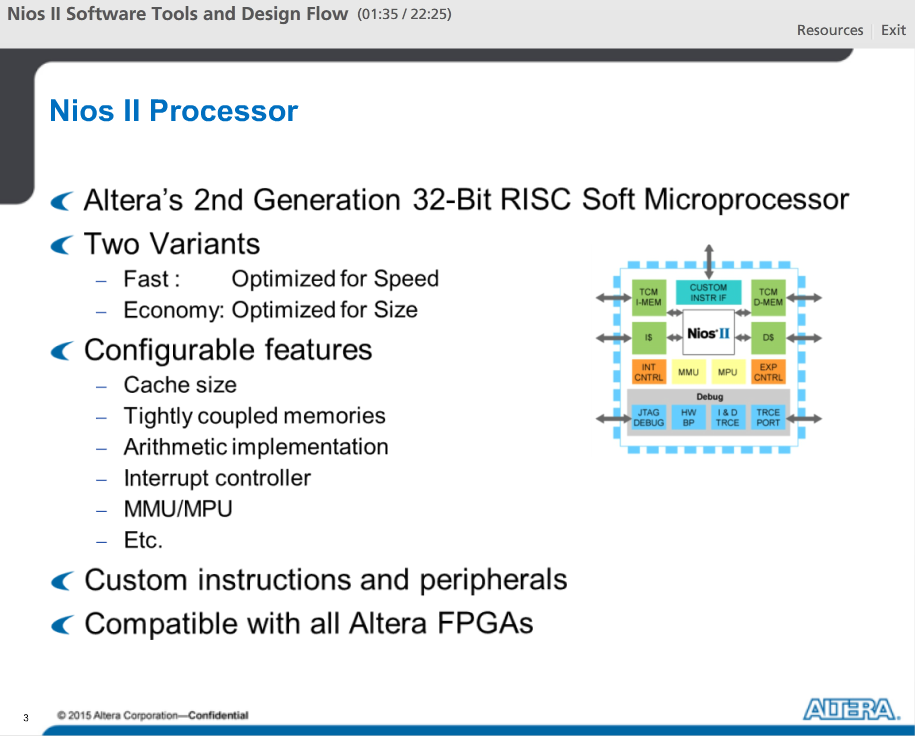 Nios II Software Tools and Design Flow (01:35 / 22:25)
Resources Exit
Nios II Processor
Altera's 2nd Generation 32-Bit RISC Soft Microprocessor
Two Variants
– Fast : Optimized for Speed
– Economy: Optimized for Size
Configurable features
– Cache size
– Tightly coupled memories
– Arithmetic implementation
– Interrupt controller
– MMU/MPU
– Etc.
Custom instructions and peripherals
Compatible with all Altera FPGAs
TCM
I-MEM
CUSTOM
INSTR IF
TCM
D-MEM
I$
Nios II
D$
INT
CNTRL
MMU
MPU
EXP
CNTRL
Debug
JTAG
DEBUG
HW
BP
I & D
TRCE
TRCE
PORT
3
© 2015 Altera Corporation—Confidential
ALTERA.